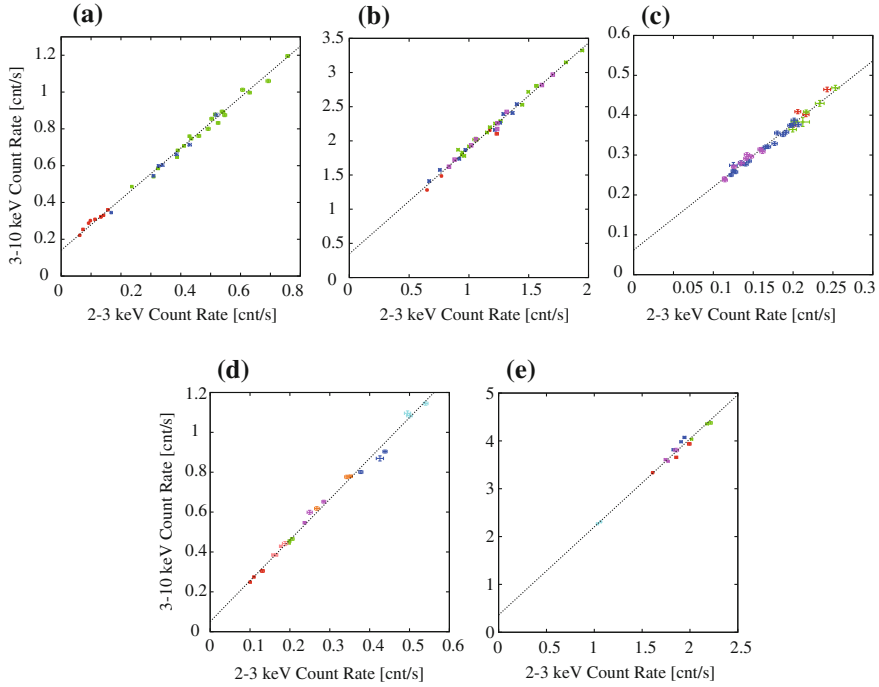 (a) (b) (c)
3-10 keV Count Rate [cnt/s]
1.2
1
0.8
0.6
0.4
0.2
0
0 0.2 0.4 0.6 0.8
2-3 keV Count Rate [cnt/s]
3.5
3
2.5
2
1.5
1
0.5
0
0 0.5 1 1.5 2
2-3 keV Count Rate [cnt/s]
0.6
0.5
0.4
0.3
0.2
0.1
0
0 0.05 0.1 0.15 0.2 0.25 0.3
2-3 keV Count Rate [cnt/s]
(d) (e)
3-10 keV Count Rate [cnt/s]
1.2
1
0.8
0.6
0.4
0.2
0
0 0.1 0.2 0.3 0.4 0.5 0.6
2-3 keV Count Rate [cnt/s]
5
4
3
2
1
0
0 0.5 1 1.5 2 2.5
2-3 keV Count Rate [cnt/s]